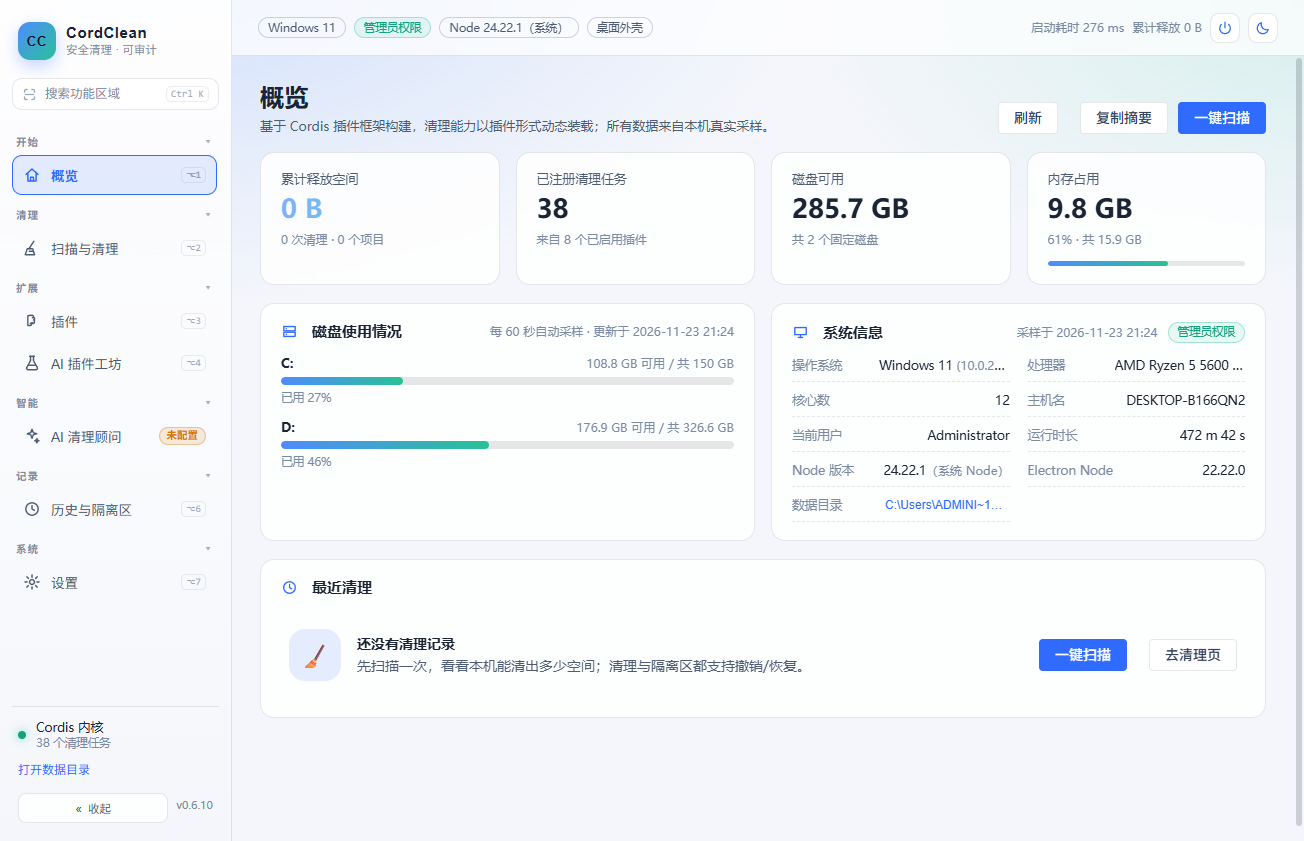 CC
CordClean
安全清理 · 可审计
搜索功能区域
Ctrl K
开始
概览
⌥1
清理
扫描与清理
⌥2
扩展
插件
⌥3
AI 插件工坊
⌥4
智能
AI 清理顾问
未配置
记录
历史与隔离区
⌥6
系统
设置
⌥7
Cordis 内核
38 个清理任务
打开数据目录
« 收起
v0.6.10
Windows 11
管理员权限
Node 24.22.1（系统）
桌面外壳
启动耗时 276 ms
累计释放 0 B
概览
基于 Cordis 插件框架构建，清理能力以插件形式动态装载；所有数据来自本机真实采样。
刷新
复制摘要
一键扫描
累计释放空间
0 B
0 次清理 · 0 个项目
已注册清理任务
38
来自 8 个已启用插件
磁盘可用
285.7 GB
共 2 个固定磁盘
内存占用
9.8 GB
61% · 共 15.9 GB
磁盘使用情况
每 60 秒自动采样 · 更新于 2026-11-23 21:24
C:
108.8 GB 可用 / 共 150 GB
已用 27%
D:
176.9 GB 可用 / 共 326.6 GB
已用 46%
系统信息
采样于 2026-11-23 21:24
管理员权限
操作系统
Windows 11 (10.0.2...
处理器
AMD Ryzen 5 5600 ...
核心数
12
主机名
DESKTOP-B166QN2
当前用户
Administrator
运行时长
472 m 42 s
Node 版本
24.22.1（系统 Node）
Electron Node
22.22.0
数据目录
C:\Users\ADMINI~1...
最近清理
还没有清理记录
先扫描一次，看看本机能清出多少空间；清理与隔离区都支持撤销/恢复。
一键扫描
去清理页